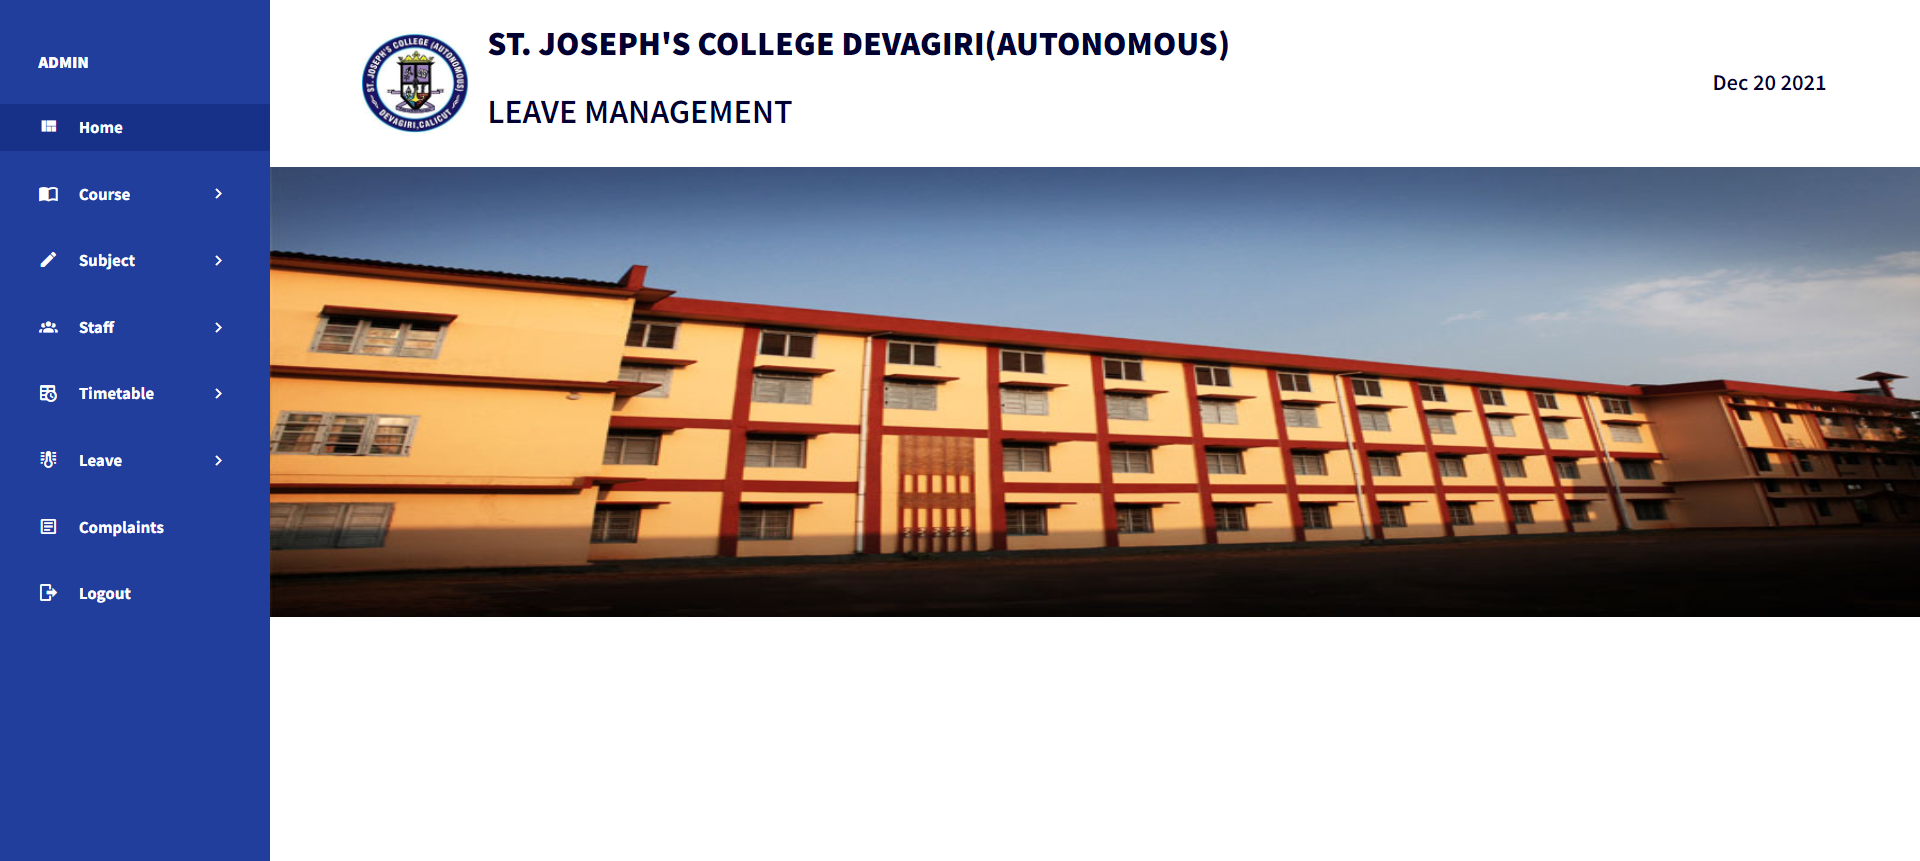 ADMIN
Home
Course
Subject
Staff
Timetable
Leave
Complaints
Logout
ST. JOSEPH'S COLLEGE (AUTONOMOUS)
DEVAGIRI, CALICUT
ST. JOSEPH'S COLLEGE DEVAGIRI(AUTONOMOUS)
LEAVE MANAGEMENT
Dec 20 2021